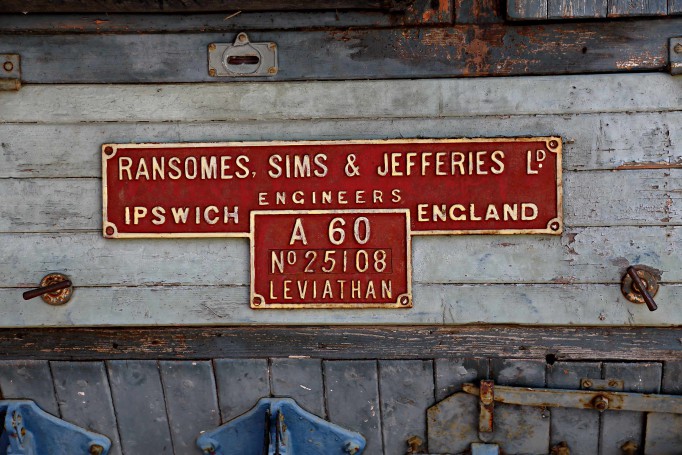 RANSOMES, SIMS & JEFFERIES LD.
ENGINEERS
IPSWICH ENGLAND
A 60
No 25108
LEVIATHAN